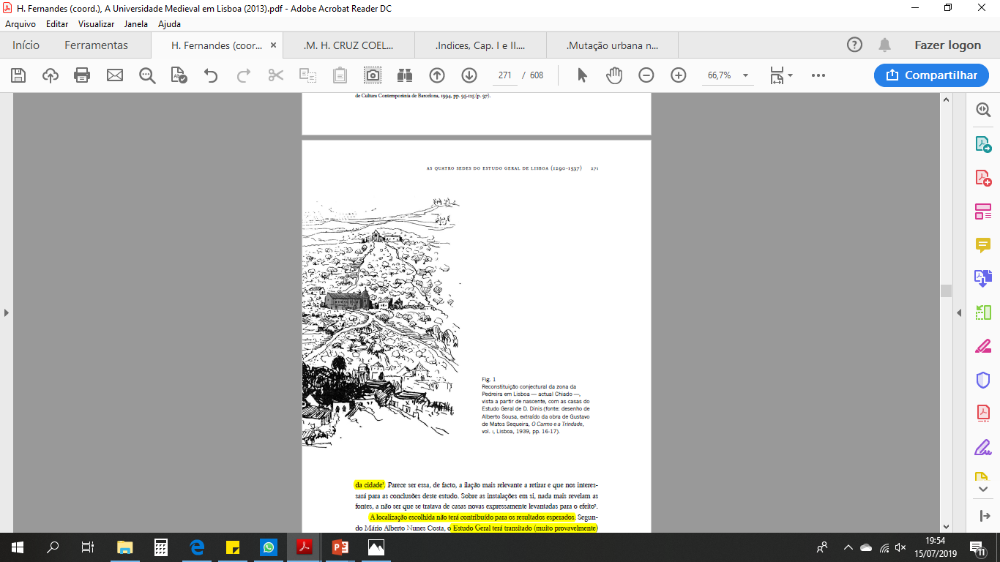 H. Fernandes (coord.), A Universidade Medieval em Lisboa (2013).pdf - Adobe Acrobat Reader DC
Arquivo Editar Visualizar Janela Ajuda
Início Ferramentas H. Fernandes (coor... × .M. H. CRUZ COEL... .Indices, Cap. I e II.... .Mutação urbana n... Fazer logon
271 / 608 66,7% Compartilhar
de Cultura Contemporània de Barcelona, 1994, pp. 95-125 (p. 97).
AS QUATRO SEDES DO ESTUDO GERAL DE LISBOA (1290-1537) 271
Fig. 1
Reconstituição conjectural da zona da
Pedreira em Lisboa — actual Chiado —,
vista a partir de nascente, com as casas do
Estudo Geral de D. Dinis (fonte: desenho de
Alberto Sousa, extraído da obra de Gustavo
de Matos Sequeira, O Carmo e a Trindade,
vol. I, Lisboa, 1939, pp. 16-17).
da cidade. Parece ser essa, de facto, a ilação mais relevante a retirar e que nos interes-
sará para as conclusões deste estudo. Sobre as instalações em si, nada mais revelam as
fontes, a não ser que se tratava de casas novas expressamente levantadas para o efeito².
A localização escolhida não terá contribuído para os resultados esperados. Segun-
do Mário Alberto Nunes Costa, o Estudo Geral terá transitado (muito provavelmente)
19:54
15/07/2019
11